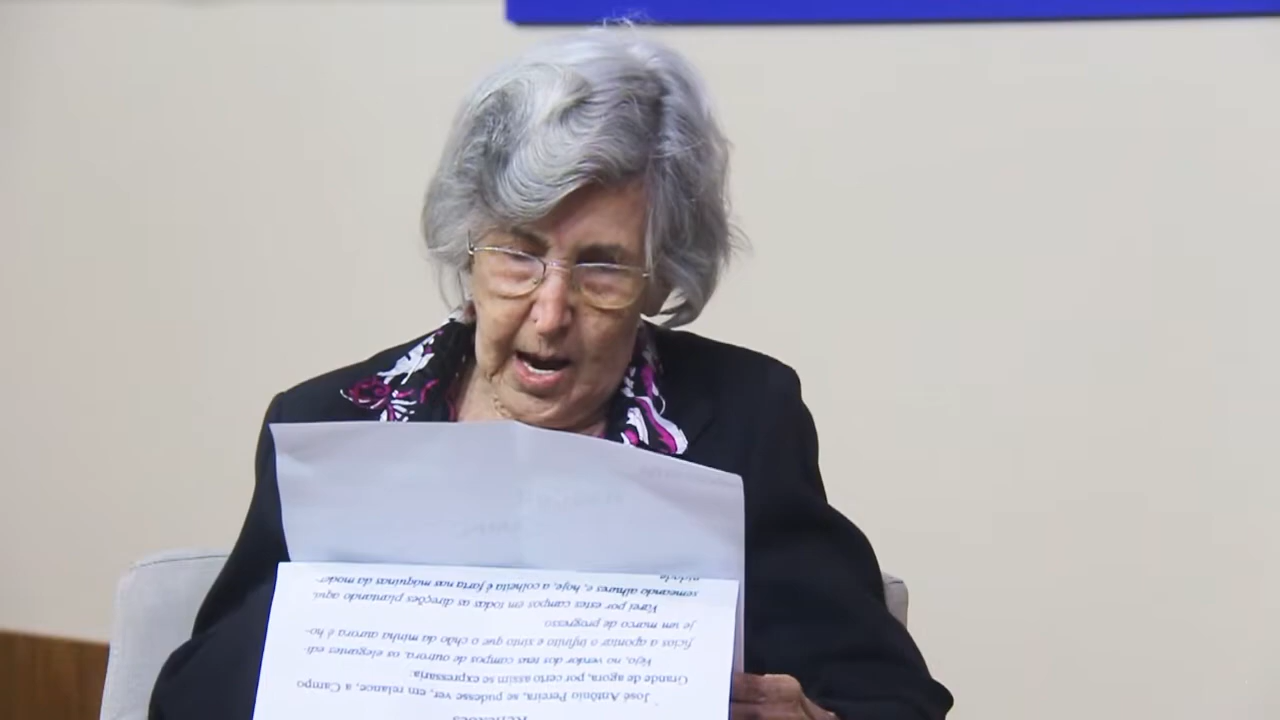 Reflexões
José Antônio Pereira, se pudesse ver, em relance, a Campo
Grande de agora, por certo assim se expressaria:
Vejo, no verdor dos teus campos de outrora, os elegantes edi-
fícios a apontar o infinito e sinto que o chão da minha aurora é ho-
je um marco de progresso
Varei por estes campos em todas as direções plantando aqui,
semeando alhures e, hoje, a colheita é farta nas máquinas da moder-